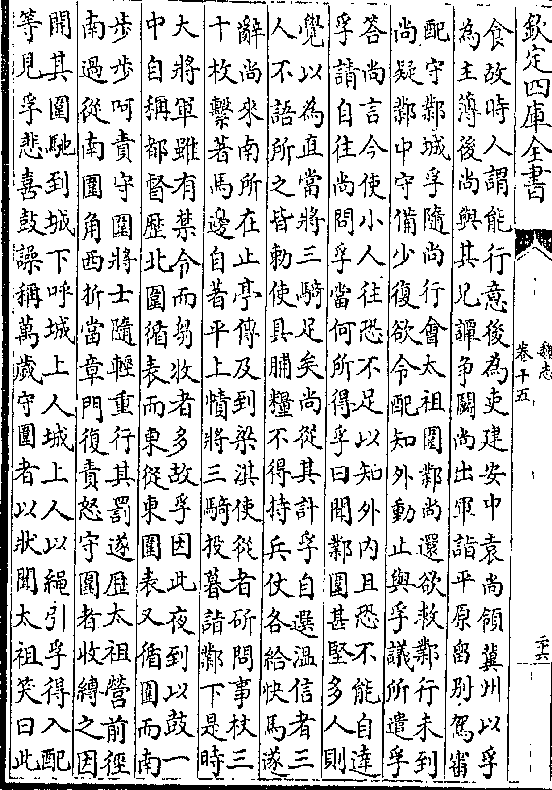 欽定四庫全書
魏志
卷十五
二十六
食故時人謂能行意後為吏建安中袁尚領冀州以孚
為主簿後尚與其兄譚爭鬭尚出軍詣平原留别駕審
配守鄴城孚隨尚行會太祖圍鄴尚還欲救鄴行未到
尚疑鄴中守備少復欲令配知外動止與孚議所遣孚
答尚言今使小人往恐不足以知外内且恐不能自達
孚請自往尚問孚當何所得孚曰聞鄴圍甚堅多人則
覺以為直當將三騎足矣尚從其計孚自選温信者三
人不語所之皆勅使具脯糧不得持兵仗各給快馬遂
辭尚來南所在止亭傳及到梁淇使從者斫問事杖三
十枚繫著馬邊自著平上幘將三騎投暮詣鄴下是時
大將軍雖有禁令而芻牧者多故孚因此夜到以鼓一
中自稱都督歴北圍循表而東從東圍表又循圍而南
步步呵責守圍將士隨輕重行其罰遂歴太祖營前徑
南過從南圍角西折當章門復責怒守圍者收縛之因
開其圍馳到城下呼城上人城上人以繩引孚得入配
等見孚悲喜鼓譟稱萬歲守圍者以狀聞太祖笑曰此